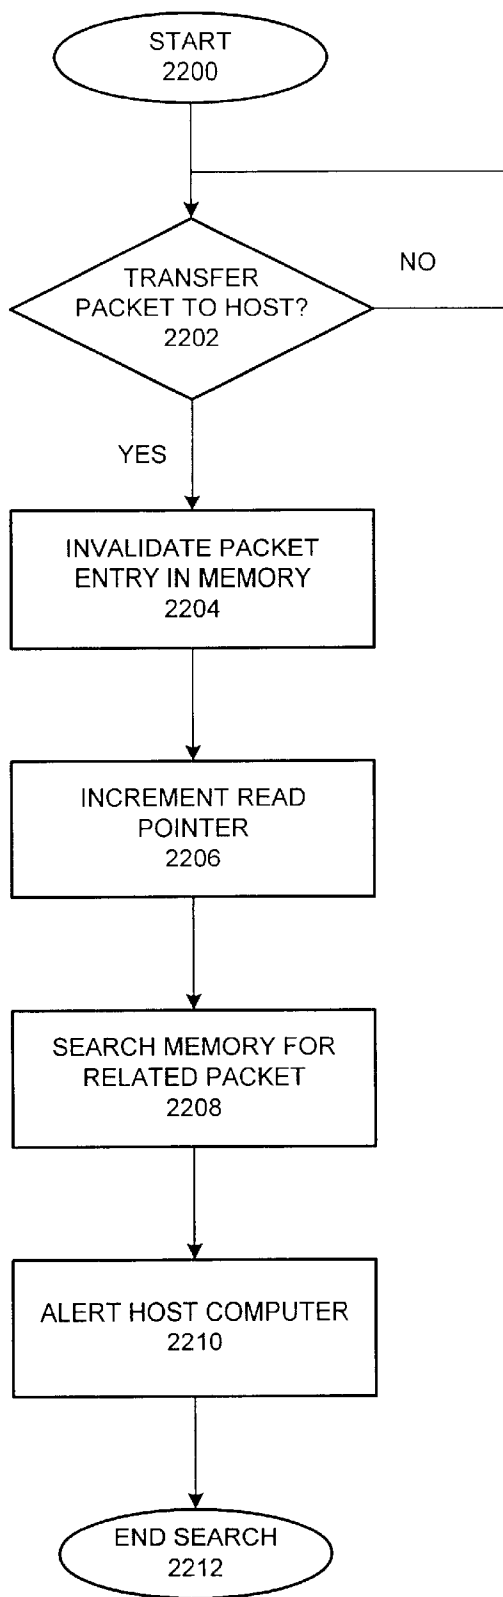 START
2200
TRANSFER
PACKET TO HOST?
2202
NO
YES
INVALIDATE PACKET
ENTRY IN MEMORY
2204
INCREMENT READ
POINTER
2206
SEARCH MEMORY FOR
RELATED PACKET
2208
ALERT HOST COMPUTER
2210
END SEARCH
2212